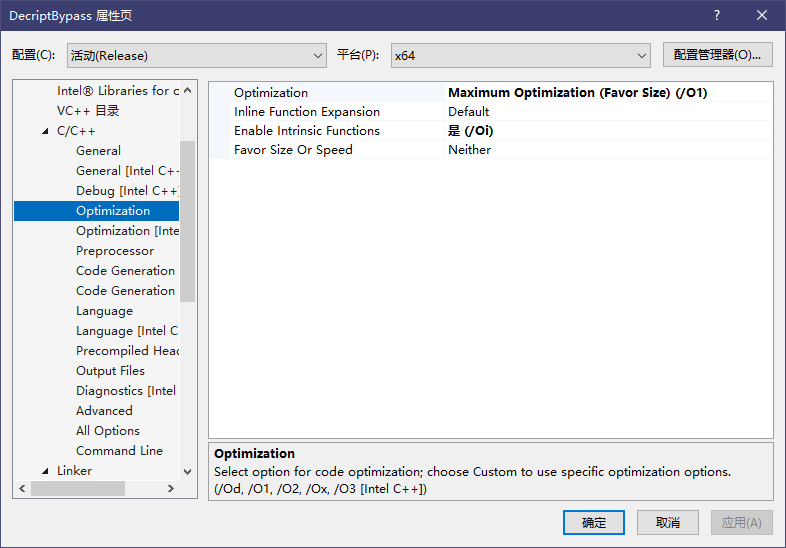 DecriptBypass 属性页
配置(C): 活动(Release) 平台(P): x64 配置管理器(O)...
Intel® Libraries for c
VC++ 目录
C/C++
General
General [Intel C++
Debug [Intel C++]
Optimization
Optimization [Inte
Preprocessor
Code Generation
Code Generation
Language
Language [Intel C
Precompiled Head
Output Files
Diagnostics [Intel
Advanced
All Options
Command Line
Linker
Optimization Maximum Optimization (Favor Size) (/O1)
Inline Function Expansion Default
Enable Intrinsic Functions 是 (/Oi)
Favor Size Or Speed Neither
Optimization
Select option for code optimization; choose Custom to use specific optimization options.
(/Od, /O1, /O2, /Ox, /O3 [Intel C++])
确定 取消 应用(A)